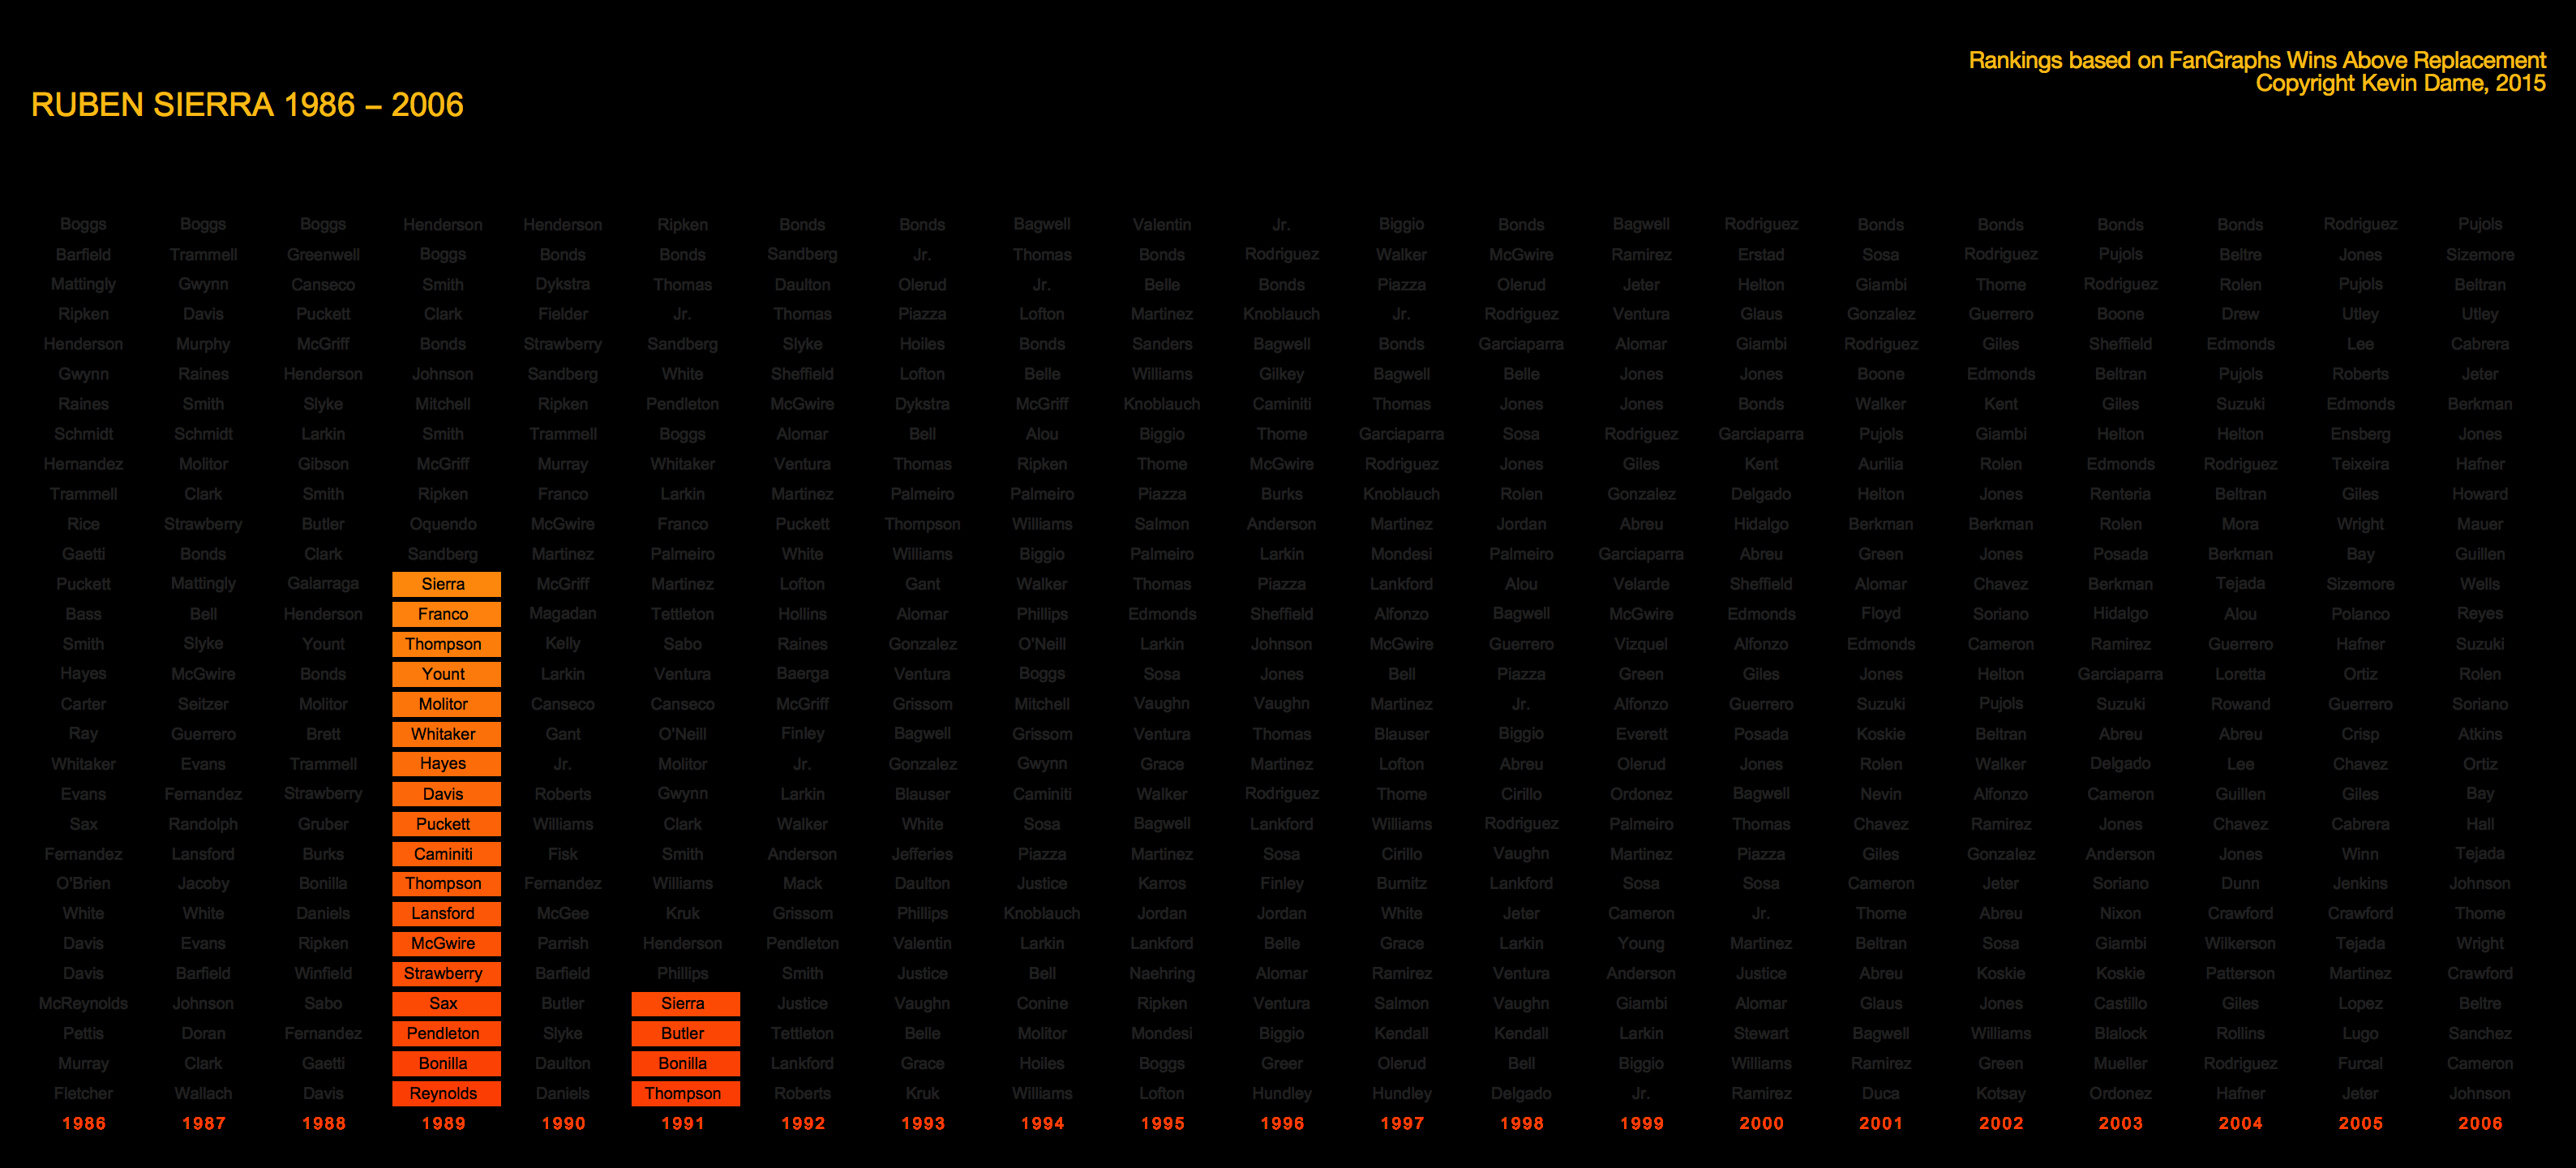 Rankings based on FanGraphs Wins Above Replacement
Copyright Kevin Dame, 2015
RUBEN SIERRA 1986 – 2006
Boggs Boggs Boggs Henderson Henderson Ripken Bonds Bonds Bagwell Valentin Jr. Biggio Bonds Bagwell Rodriguez Bonds Bonds Bonds Bonds Rodriguez Pujols
Barfield Trammell Greenwell Boggs Bonds Bonds Sandberg Jr. Thomas Bonds Rodriguez Walker McGwire Ramirez Erstad Sosa Rodriguez Pujols Beltre Jones Sizemore
Mattingly Gwynn Canseco Smith Dykstra Thomas Daulton Olerud Jr. Belle Bonds Piazza Olerud Jeter Helton Giambi Thome Rodriguez Rolen Pujols Beltran
Ripken Davis Puckett Clark Fielder Jr. Thomas Piazza Lofton Martinez Knoblauch Jr. Rodriguez Ventura Glaus Gonzalez Guerrero Boone Drew Utley Utley
Henderson Murphy McGriff Bonds Strawberry Sandberg Slyke Hoiles Bonds Sanders Bagwell Bonds Garciaparra Alomar Giambi Rodriguez Giles Sheffield Edmonds Lee Cabrera
Gwynn Raines Henderson Johnson Sandberg White Sheffield Lofton Belle Williams Gilkey Bagwell Belle Jones Jones Boone Edmonds Beltran Pujols Roberts Jeter
Raines Smith Slyke Mitchell Ripken Pendleton McGwire Dykstra McGriff Knoblauch Caminiti Thomas Jones Jones Bonds Walker Kent Giles Suzuki Edmonds Berkman
Schmidt Schmidt Larkin Smith Trammell Boggs Alomar Bell Alou Biggio Thome Garciaparra Sosa Rodriguez Garciaparra Pujols Giambi Helton Helton Ensberg Jones
Hernandez Molitor Gibson McGriff Murray Whitaker Ventura Thomas Ripken Thome McGwire Rodriguez Jones Giles Kent Aurilia Rolen Edmonds Rodriguez Teixeira Hafner
Trammell Clark Smith Ripken Franco Larkin Martinez Palmeiro Palmeiro Piazza Burks Knoblauch Rolen Gonzalez Delgado Helton Jones Renteria Beltran Giles Howard
Rice Strawberry Butler Oquendo McGwire Franco Puckett Thompson Williams Salmon Anderson Martinez Jordan Abreu Hidalgo Berkman Berkman Rolen Mora Wright Mauer
Gaetti Bonds Clark Sandberg Martinez Palmeiro White Williams Biggio Palmeiro Larkin Mondesi Palmeiro Garciaparra Abreu Green Jones Posada Berkman Bay Guillen
Puckett Mattingly Galarraga Sierra McGriff Martinez Lofton Gant Walker Thomas Piazza Lankford Alou Velarde Sheffield Alomar Chavez Berkman Tejada Sizemore Wells
Bass Bell Henderson Franco Magadan Tettleton Hollins Alomar Phillips Edmonds Sheffield Alfonzo Bagwell McGwire Edmonds Floyd Soriano Hidalgo Alou Polanco Reyes
Smith Slyke Yount Thompson Kelly Sabo Raines Gonzalez O'Neill Larkin Johnson McGwire Guerrero Vizquel Alfonzo Edmonds Cameron Ramirez Guerrero Hafner Suzuki
Hayes McGwire Bonds Yount Larkin Ventura Baerga Ventura Boggs Sosa Jones Bell Piazza Green Giles Jones Helton Garciaparra Loretta Ortiz Rolen
Carter Seitzer Molitor Molitor Canseco Canseco McGriff Grissom Mitchell Vaughn Vaughn Martinez Jr. Alfonzo Guerrero Suzuki Pujols Suzuki Rowand Guerrero Soriano
Ray Guerrero Brett Whitaker Gant O'Neill Finley Bagwell Grissom Ventura Thomas Blauser Biggio Everett Posada Koskie Beltran Abreu Abreu Crisp Atkins
Whitaker Evans Trammell Hayes Jr. Molitor Jr. Gonzalez Gwynn Grace Martinez Lofton Abreu Olerud Jones Rolen Walker Delgado Lee Chavez Ortiz
Evans Fernandez Strawberry Davis Roberts Gwynn Larkin Blauser Caminiti Walker Rodriguez Thome Cirillo Ordonez Bagwell Nevin Alfonzo Cameron Guillen Giles Bay
Sax Randolph Gruber Puckett Williams Clark Walker White Sosa Bagwell Lankford Williams Rodriguez Palmeiro Thomas Chavez Ramirez Jones Chavez Cabrera Hall
Fernandez Lansford Burks Caminiti Fisk Smith Anderson Jefferies Piazza Martinez Sosa Cirillo Vaughn Martinez Piazza Giles Gonzalez Anderson Jones Winn Tejada
O'Brien Jacoby Bonilla Thompson Fernandez Williams Mack Daulton Justice Karros Finley Burnitz Lankford Sosa Sosa Cameron Jeter Soriano Dunn Jenkins Johnson
White White Daniels Lansford McGee Kruk Grissom Phillips Knoblauch Jordan Jordan White Jeter Cameron Jr. Thome Abreu Nixon Crawford Crawford Thome
Davis Evans Ripken McGwire Parrish Henderson Pendleton Valentin Larkin Lankford Belle Grace Larkin Young Martinez Beltran Sosa Giambi Wilkerson Tejada Wright
Davis Barfield Winfield Strawberry Barfield Phillips Smith Justice Bell Naehring Alomar Ramirez Ventura Anderson Justice Abreu Koskie Koskie Patterson Martinez Crawford
McReynolds Johnson Sabo Sax Butler Sierra Justice Vaughn Conine Ripken Ventura Salmon Vaughn Giambi Alomar Glaus Jones Castillo Giles Lopez Beltre
Pettis Doran Fernandez Pendleton Slyke Butler Tettleton Belle Molitor Mondesi Biggio Kendall Kendall Larkin Stewart Bagwell Williams Blalock Rollins Lugo Sanchez
Murray Clark Gaetti Bonilla Daulton Bonilla Lankford Grace Hoiles Boggs Greer Olerud Bell Biggio Williams Ramirez Green Mueller Rodriguez Furcal Cameron
Fletcher Wallach Davis Reynolds Daniels Thompson Roberts Kruk Williams Lofton Hundley Hundley Delgado Jr. Ramirez Duca Kotsay Ordonez Hafner Jeter Johnson
1986 1987 1988 1989 1990 1991 1992 1993 1994 1995 1996 1997 1998 1999 2000 2001 2002 2003 2004 2005 2006